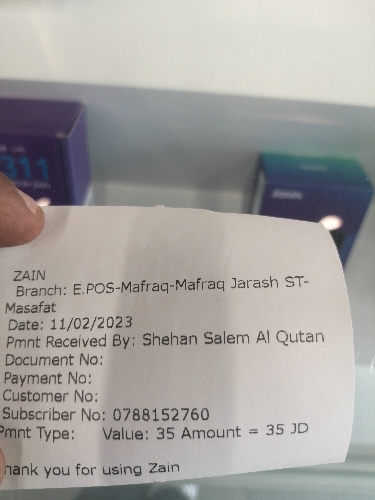 311
ZAIN
Branch: E.POS-Mafraq-Mafraq Jarash ST-
Masafat
Date: 11/02/2023
Pmnt Received By: Shehan Salem Al Qutan
Document No:
Payment No:
Customer No:
Subscriber No: 0788152760
Pmnt Type: Value: 35 Amount = 35 JD
hank you for using Zain